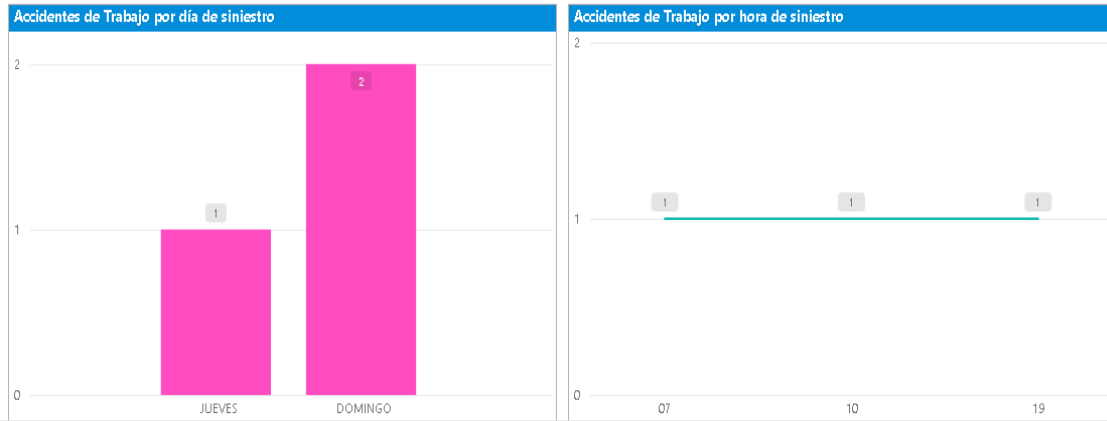 Accidentes de Trabajo por día de siniestro
2
2
1
1
0
JUEVES DOMINGO
Accidentes de Trabajo por hora de siniestro
2
1 1 1
1
0
07 10 19